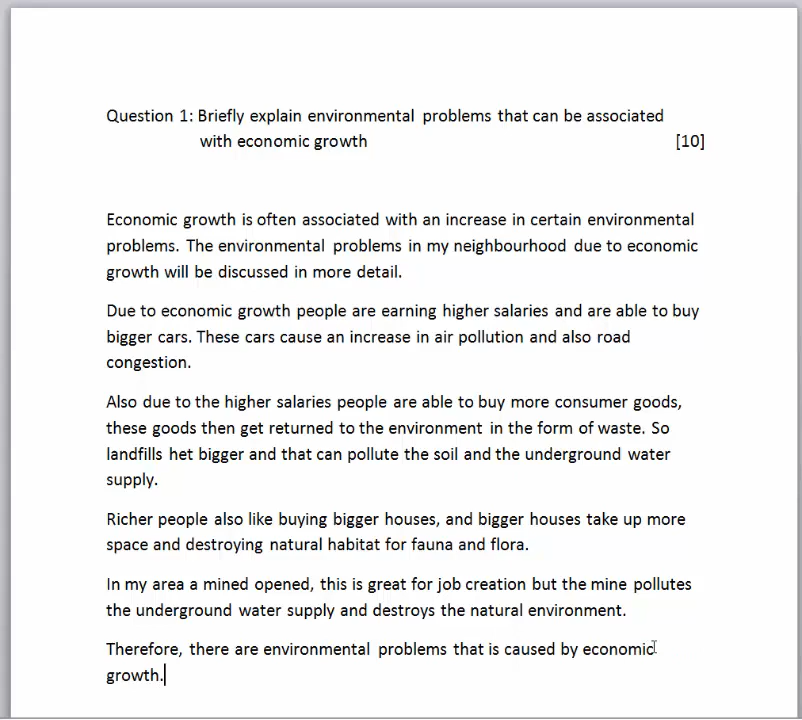 Question 1: Briefly explain environmental problems that can be associated
with economic growth [10]
Economic growth is often associated with an increase in certain environmental
problems. The environmental problems in my neighbourhood due to economic
growth will be discussed in more detail.
Due to economic growth people are earning higher salaries and are able to buy
bigger cars. These cars cause an increase in air pollution and also road
congestion.
Also due to the higher salaries people are able to buy more consumer goods,
these goods then get returned to the environment in the form of waste. So
landfills het bigger and that can pollute the soil and the underground water
supply.
Richer people also like buying bigger houses, and bigger houses take up more
space and destroying natural habitat for fauna and flora.
In my area a mined opened, this is great for job creation but the mine pollutes
the underground water supply and destroys the natural environment.
Therefore, there are environmental problems that is caused by economic
growth.